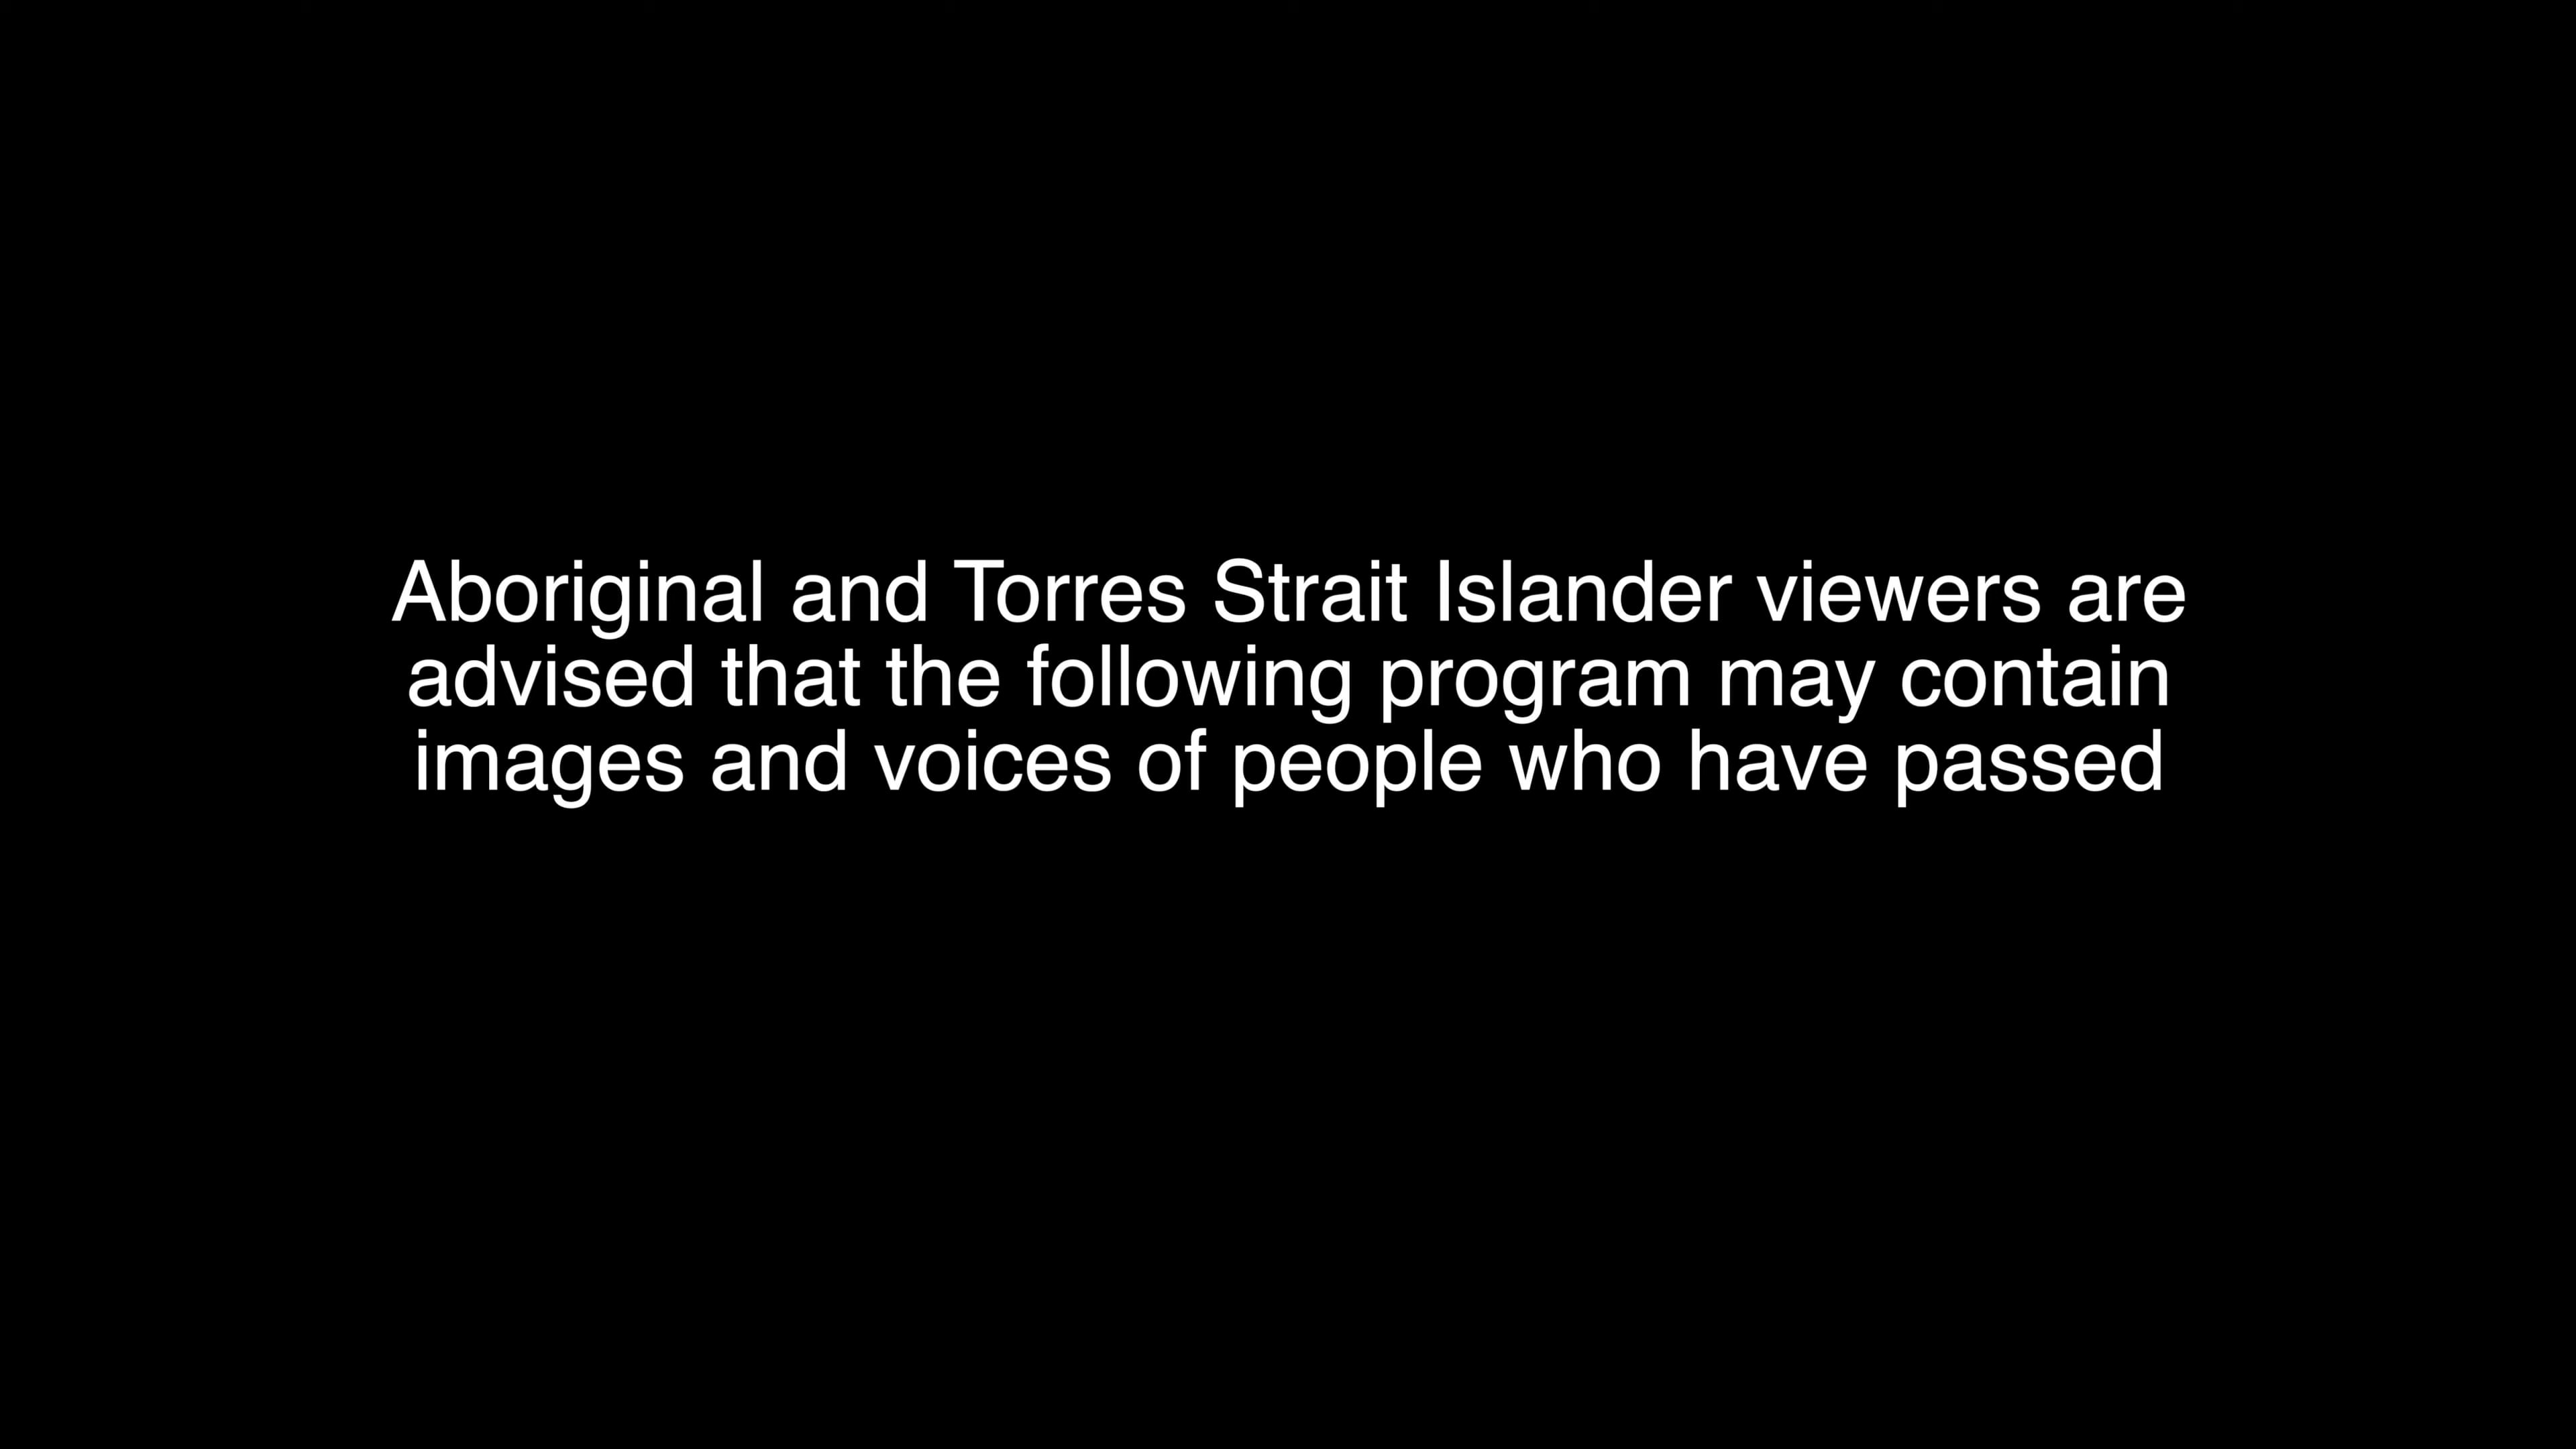 Aboriginal and Torres Strait Islander viewers are
advised that the following program may contain
images and voices of people who have passed